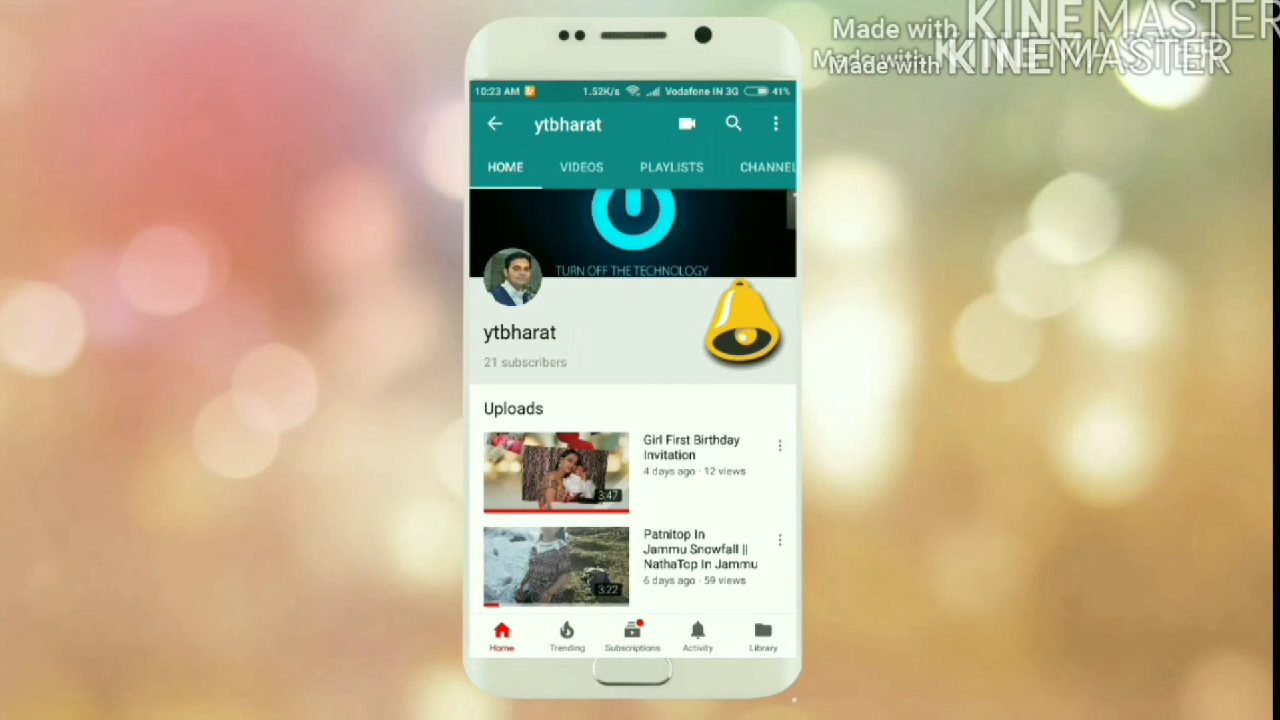 Made with KINEMASTER
Made with KINEMASTER
Made with KINEMASTER
10:23 AM 1.52K/s Vodafone IN 3G 41%
ytbharat
HOME VIDEOS PLAYLISTS CHANNEL
TURN OFF THE TECHNOLOGY
ytbharat
21 subscribers
Uploads
Girl First Birthday
Invitation
4 days ago · 12 views
3:47
Patnitop In
Jammu Snowfall ||
NathaTop In Jammu
6 days ago · 59 views
3:22
Home Trending Subscriptions Activity Library